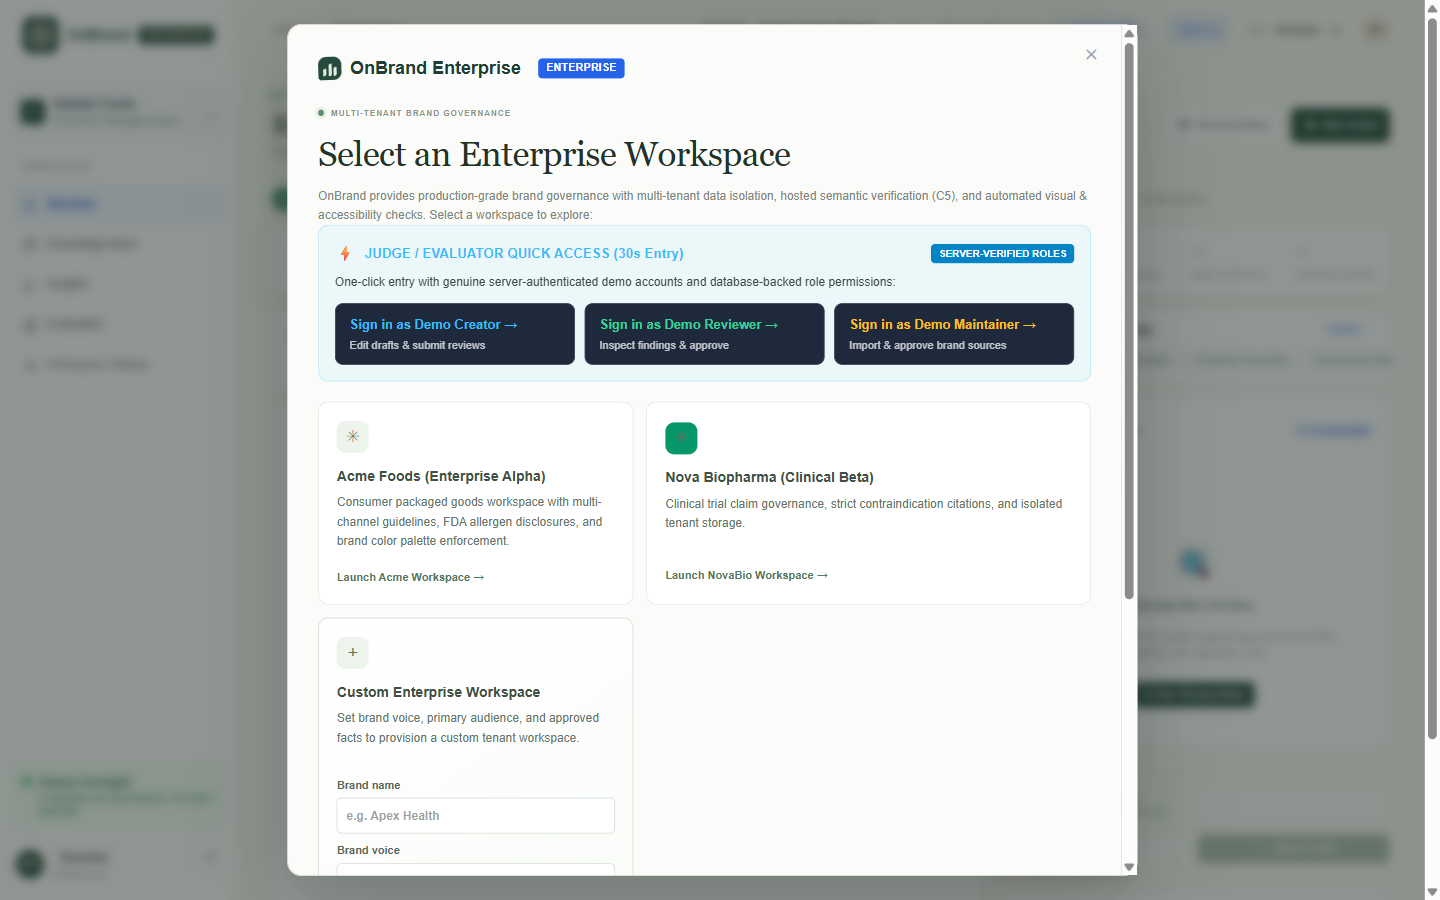 OnBrand Enterprise ENTERPRISE
MULTI-TENANT BRAND GOVERNANCE
Select an Enterprise Workspace
OnBrand provides production-grade brand governance with multi-tenant data isolation, hosted semantic verification (C5), and automated visual &
accessibility checks. Select a workspace to explore:
JUDGE / EVALUATOR QUICK ACCESS (30s Entry)
SERVER-VERIFIED ROLES
One-click entry with genuine server-authenticated demo accounts and database-backed role permissions:
Sign in as Demo Creator →
Edit drafts & submit reviews
Sign in as Demo Reviewer →
Inspect findings & approve
Sign in as Demo Maintainer →
Import & approve brand sources
Acme Foods (Enterprise Alpha)
Consumer packaged goods workspace with multi-
channel guidelines, FDA allergen disclosures, and
brand color palette enforcement.
Launch Acme Workspace →
Nova Biopharma (Clinical Beta)
Clinical trial claim governance, strict contraindication citations, and isolated
tenant storage.
Launch NovaBio Workspace →
Custom Enterprise Workspace
Set brand voice, primary audience, and approved
facts to provision a custom tenant workspace.
Brand name
e.g. Apex Health
Brand voice